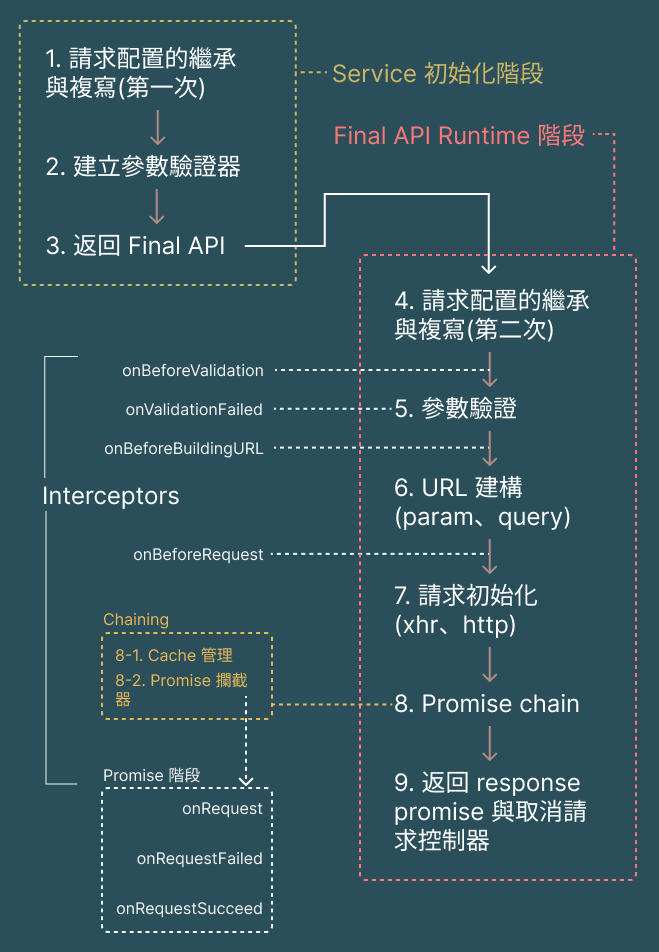 1. 請求配置的繼承
與複寫(第一次)
Service 初始化階段
Final API Runtime 階段
2. 建立參數驗證器
3. 返回 Final API
4. 請求配置的繼承
與複寫(第二次)
onBeforeValidation
onValidationFailed
5. 參數驗證
onBeforeBuildingURL
Interceptors
6. URL 建構
(param、query)
onBeforeRequest
7. 請求初始化
(xhr、http)
Chaining
8-1. Cache 管理
8-2. Promise 攔截
器
8. Promise chain
Promise 階段
onRequest
onRequestFailed
onRequestSucceed
9. 返回 response
promise 與取消請
求控制器